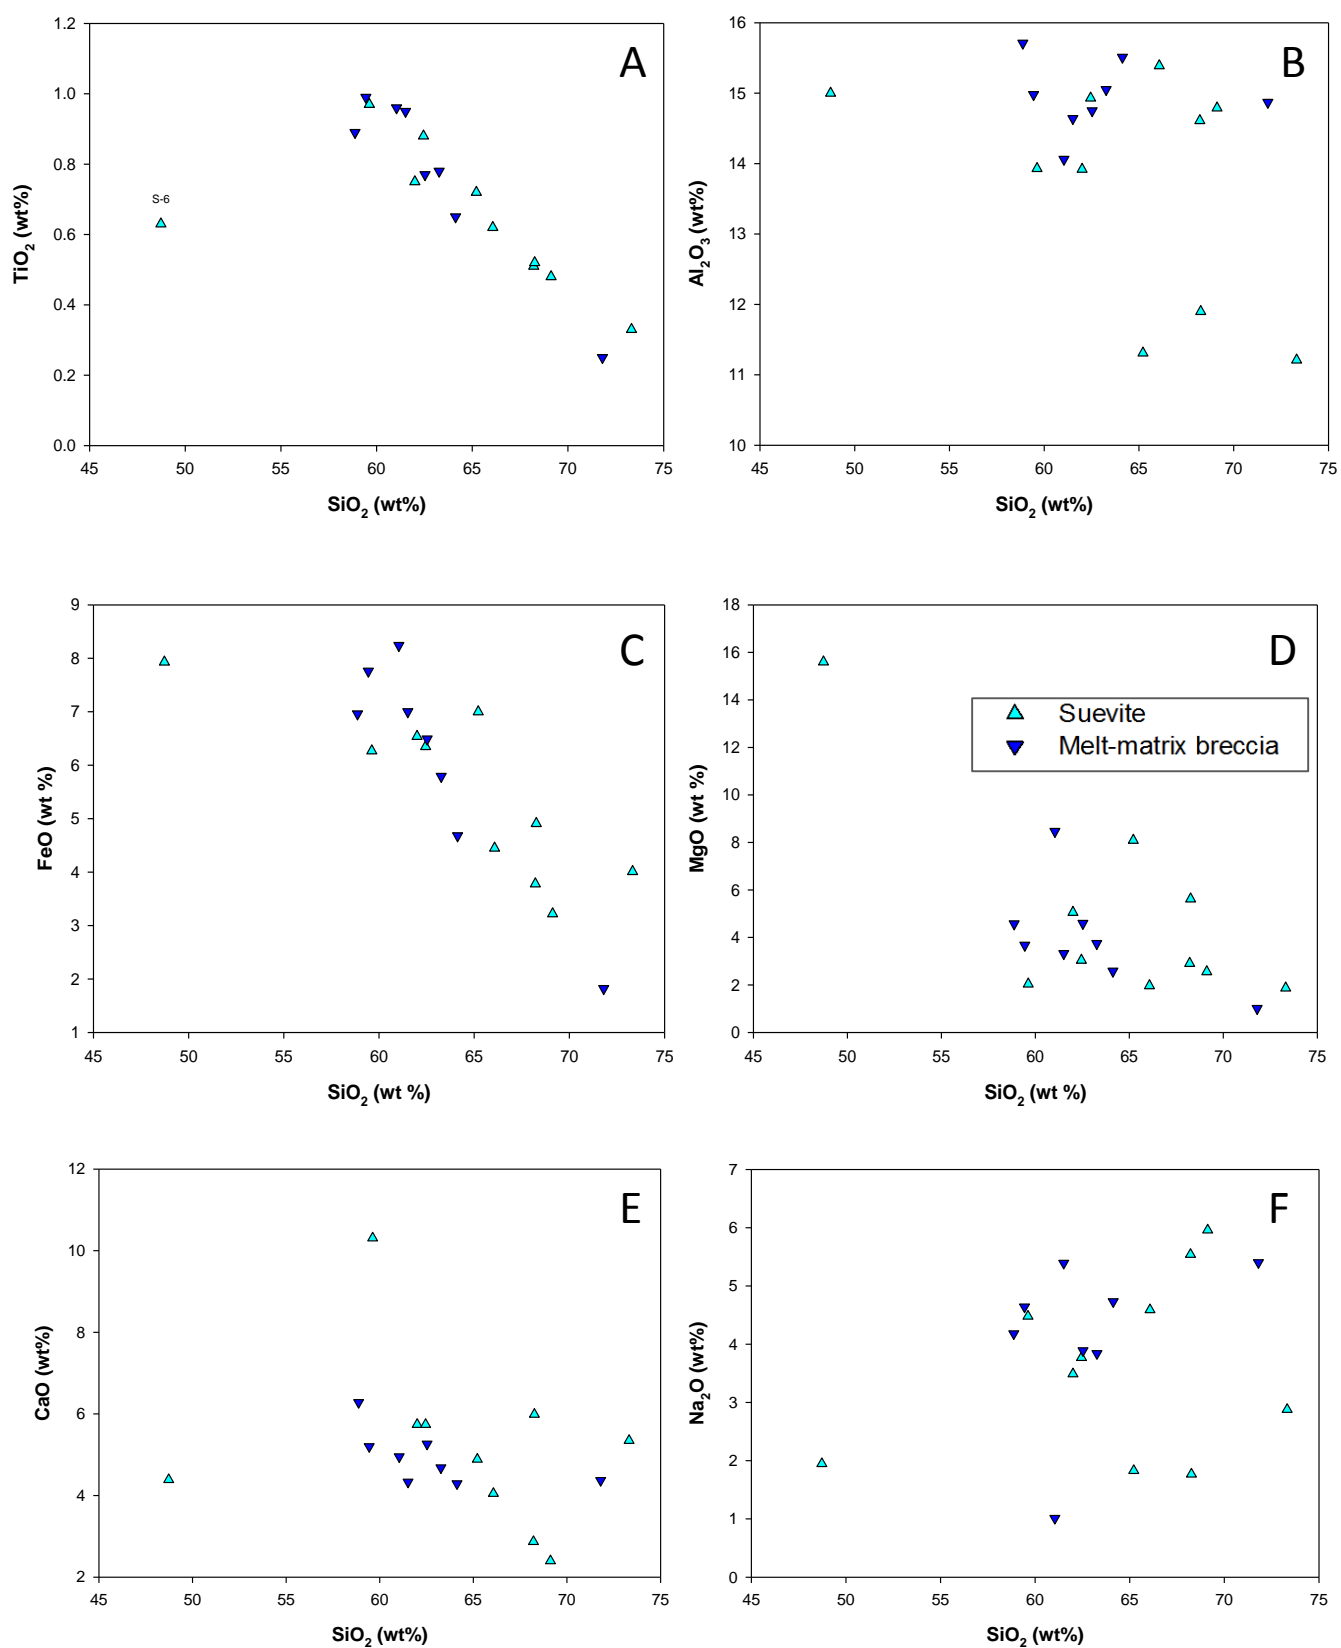 A
TiO2 (wt%)
1.2
1.0
0.8
0.6
0.4
0.2
0.0
S-6
45 50 55 60 65 70 75
SiO2 (wt%)
B
Al2O3 (wt%)
16
15
14
13
12
11
10
45 50 55 60 65 70 75
SiO2 (wt%)
C
FeO (wt %)
9
8
7
6
5
4
3
2
1
45 50 55 60 65 70 75
SiO2 (wt %)
D
MgO (wt %)
18
16
14
12
10
8
6
4
2
0
Suevite
Melt-matrix breccia
45 50 55 60 65 70 75
SiO2 (wt %)
E
CaO (wt%)
12
10
8
6
4
2
45 50 55 60 65 70 75
SiO2 (wt%)
F
Na2O (wt%)
7
6
5
4
3
2
1
0
45 50 55 60 65 70 75
SiO2 (wt%)